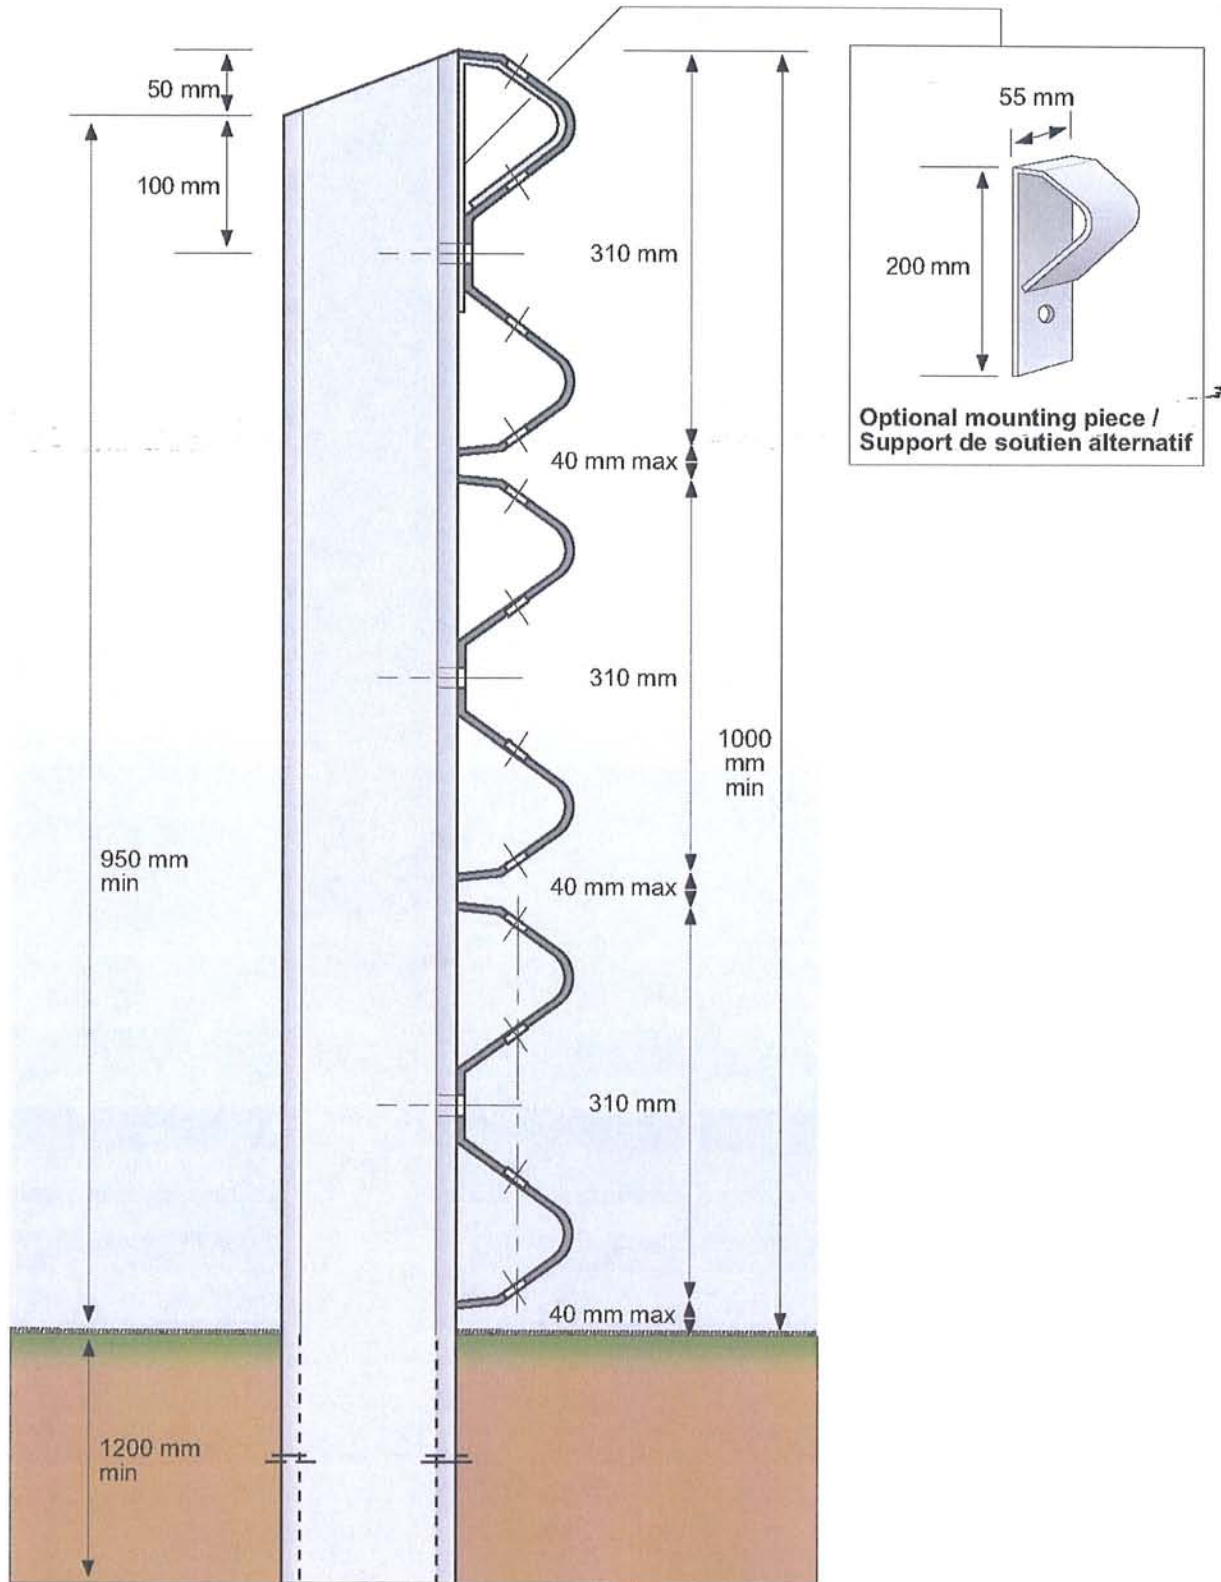 50 mm
100 mm
310 mm
55 mm
200 mm
Optional mounting piece /
Support de soutien alternatif
40 mm max
310 mm
1000
mm
min
950 mm
min
40 mm max
310 mm
40 mm max
1200 mm
min